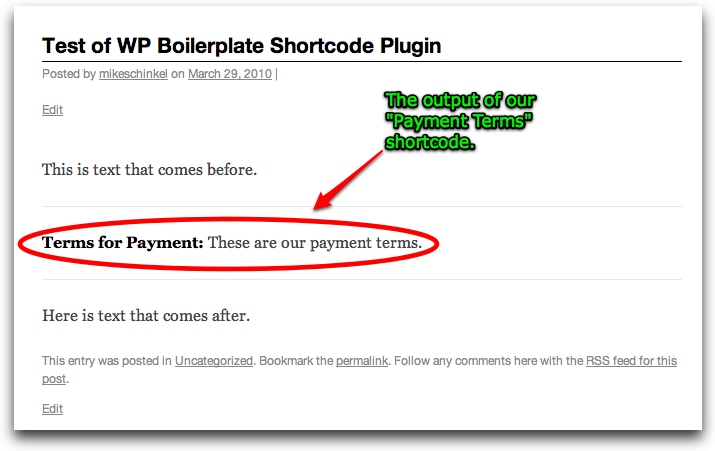 Test of WP Boilerplate Shortcode Plugin
Posted by mikeschinkel on March 29, 2010 |
Edit
The output of our
"Payment Terms"
shortcode.
This is text that comes before.
Terms for Payment: These are our payment terms.
Here is text that comes after.
This entry was posted in Uncategorized. Bookmark the permalink. Follow any comments here with the RSS feed for this
post.
Edit